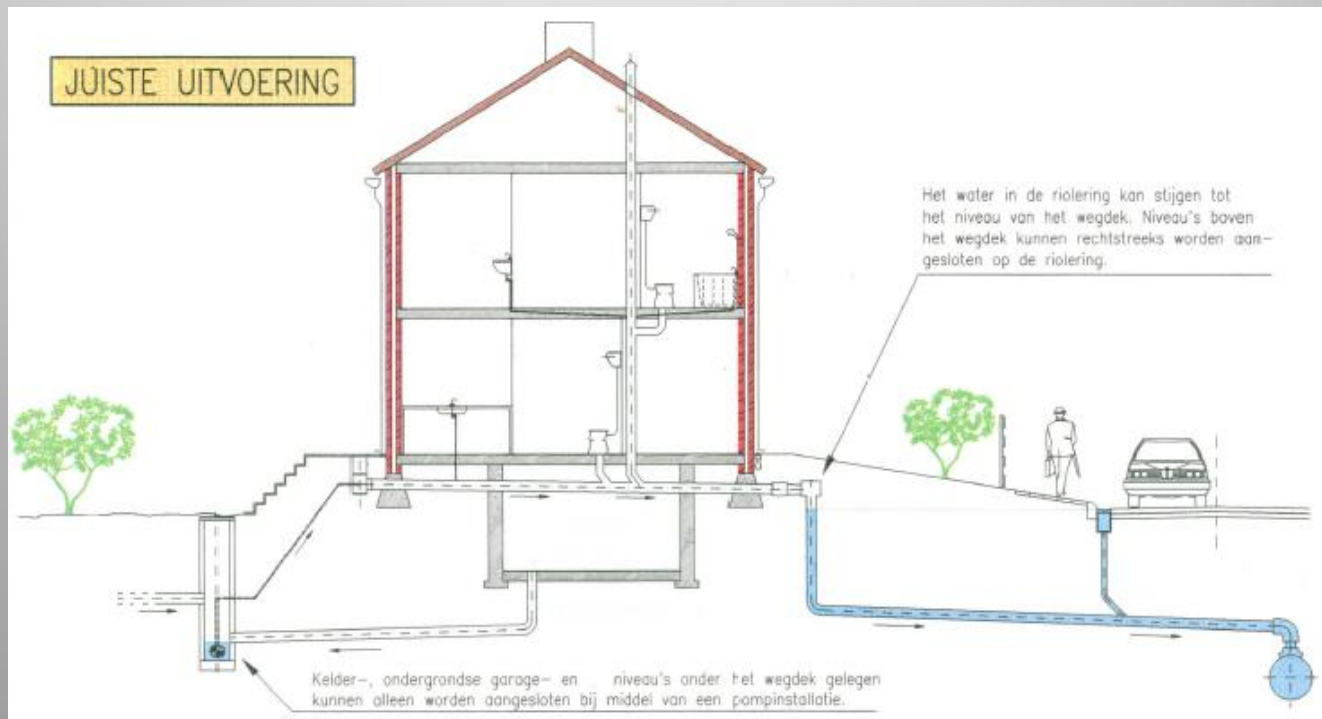 JUISTE UITVOERING
Het water in de riolering kan stijgen tot
het niveau van het wegdek. Niveau's boven
het wegdek kunnen rechtstreeks worden aan-
gesloten op de riolering.
Kelder-, ondergrondse garage- en niveau's onder het wegdek gelegen
kunnen alleen worden aangesloten bij middel van een pompinstallatie.